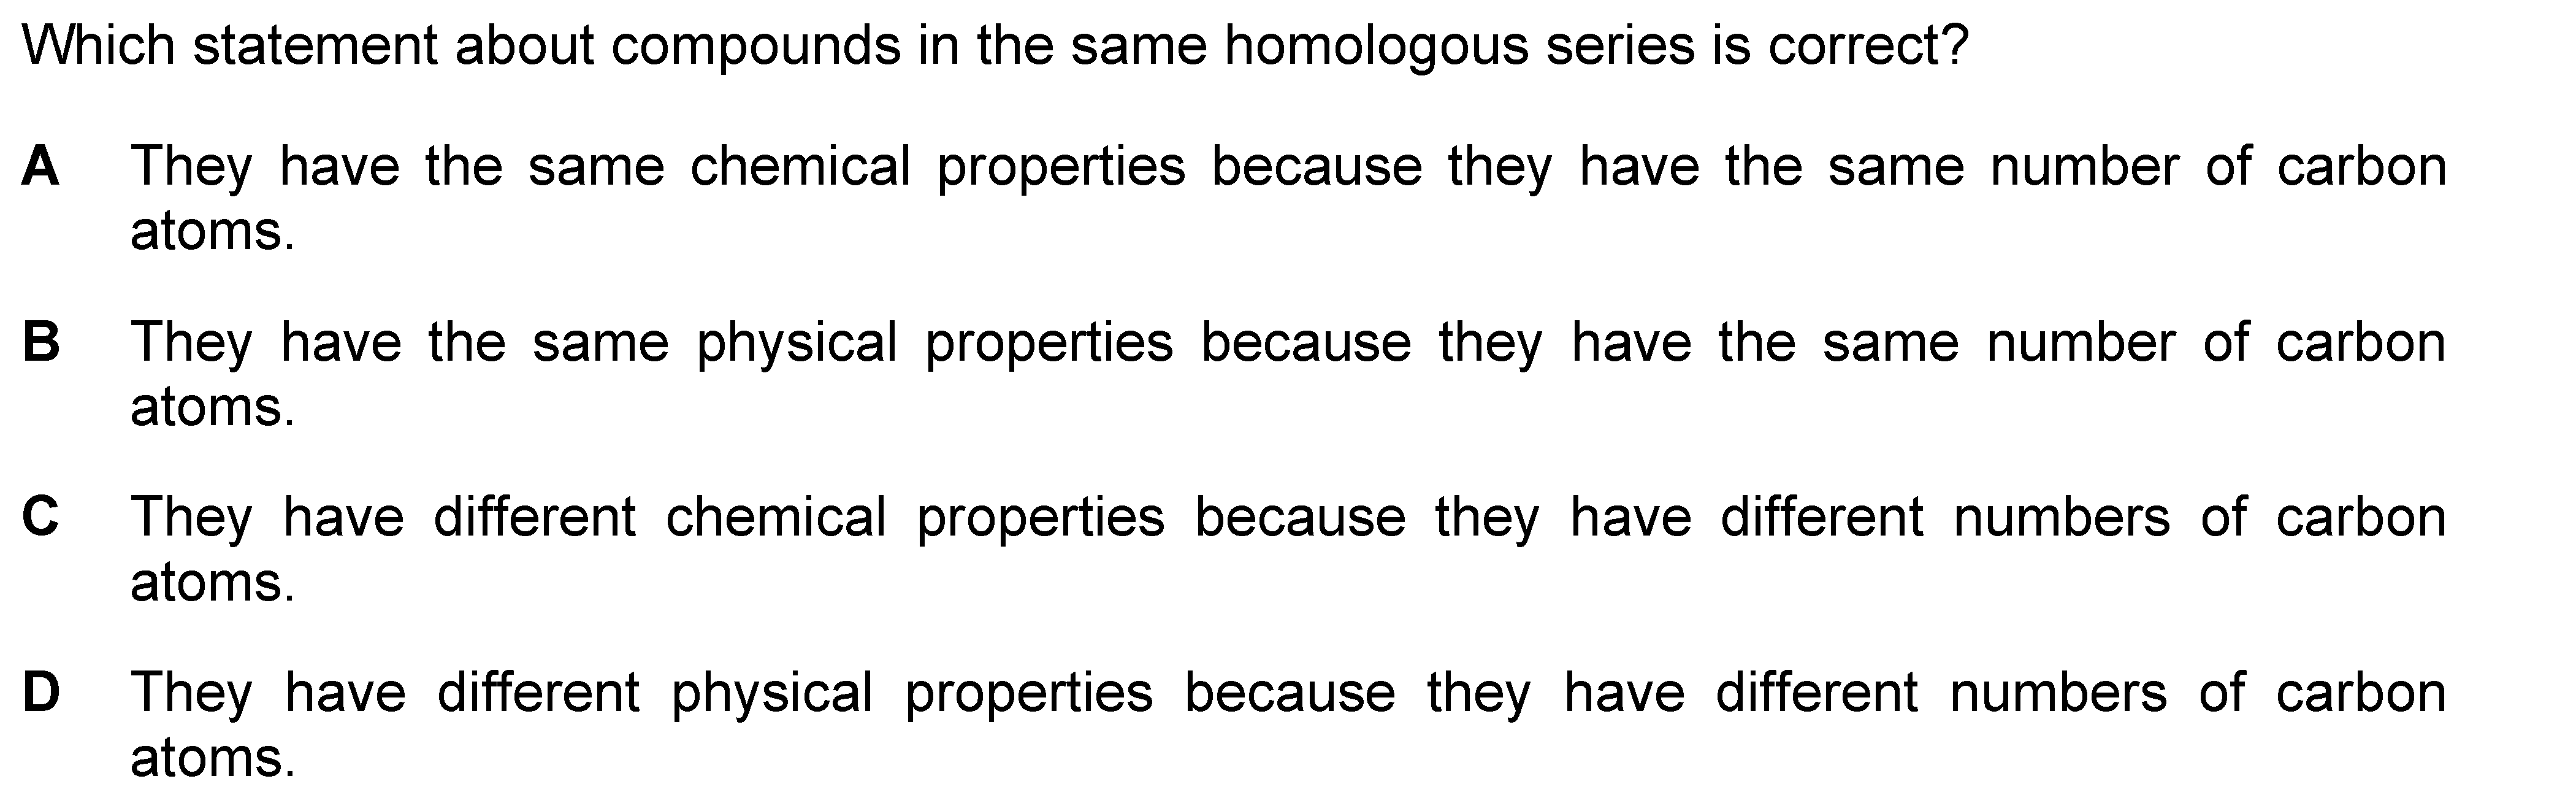 Which statement about compounds in the same homologous series is correct?
A They have the same chemical properties because they have the same number of carbon
atoms.
B They have the same physical properties because they have the same number of carbon
atoms.
C They have different chemical properties because they have different numbers of carbon
atoms.
D They have different physical properties because they have different numbers of carbon
atoms.